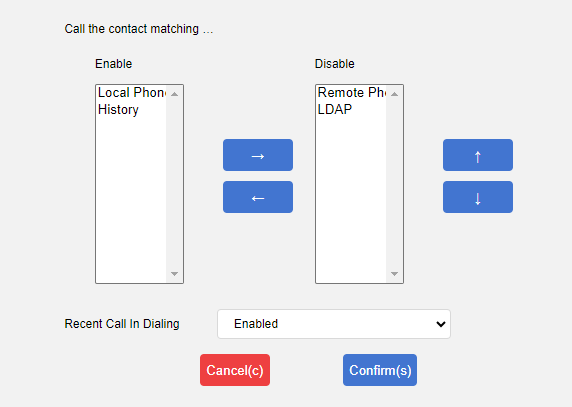 Call the contact matching …
Enable
Disable
Local Phon
History
Remote Ph
LDAP
→
←
↑
↓
Recent Call In Dialing
Enabled
Cancel(c)
Confirm(s)